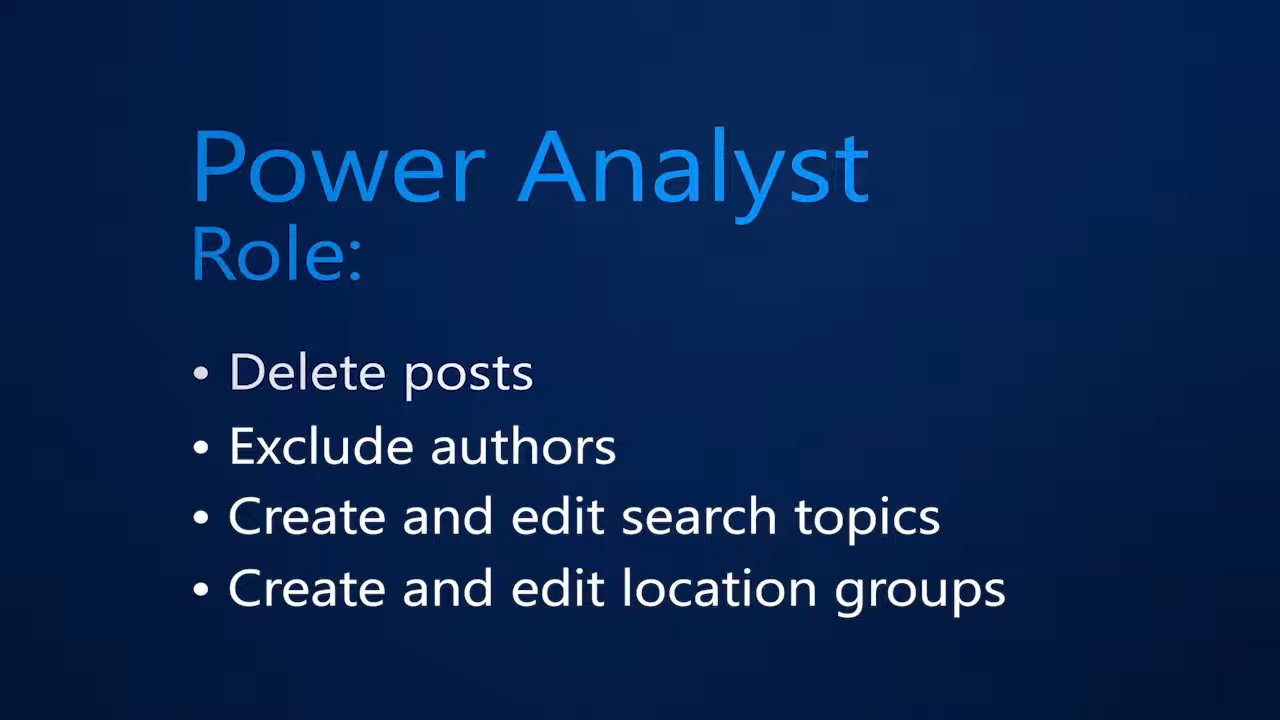 Power Analyst
Role:
• Delete posts
• Exclude authors
• Create and edit search topics
• Create and edit location groups